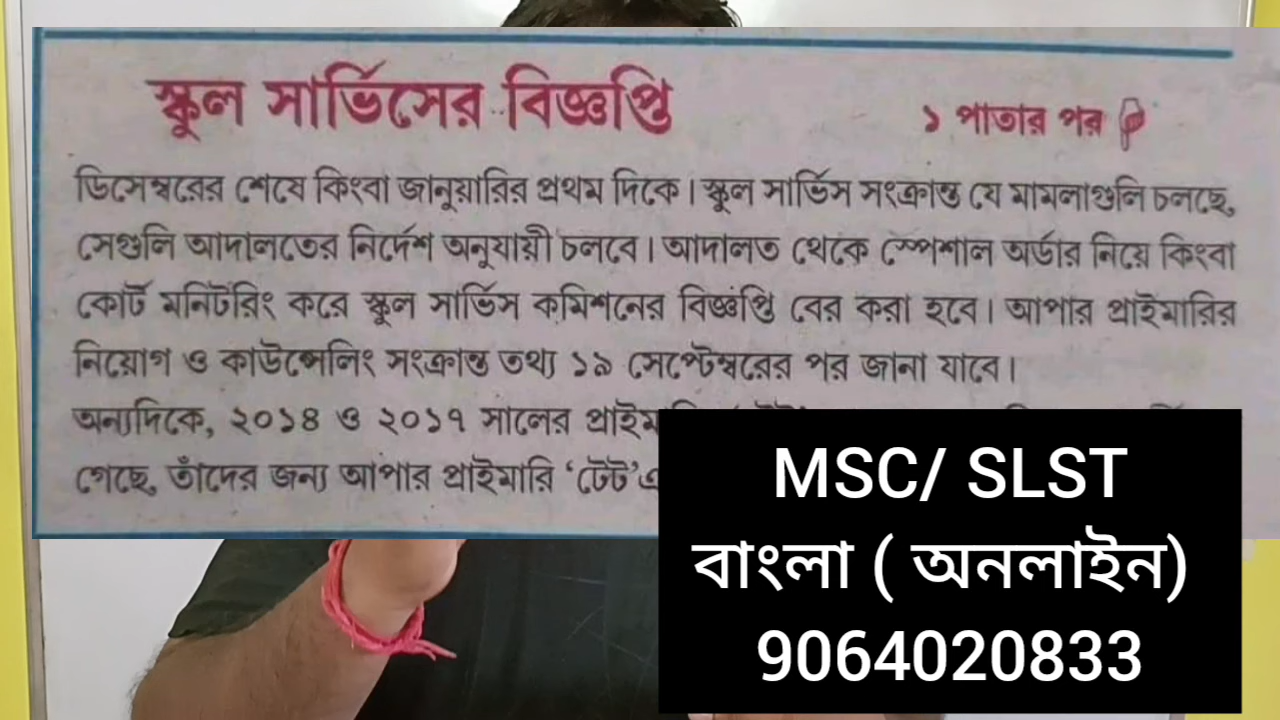 স্কুল সার্ভিসের বিজ্ঞপ্তি
১ পাতার পর
ডিসেম্বরের শেষে কিংবা জানুয়ারির প্রথম দিকে। স্কুল সার্ভিস সংক্রান্ত যে মামলাগুলি চলছে,
সেগুলি আদালতের নির্দেশ অনুযায়ী চলবে। আদালত থেকে স্পেশাল অর্ডার নিয়ে কিংবা
কোর্ট মনিটরিং করে স্কুল সার্ভিস কমিশনের বিজ্ঞপ্তি বের করা হবে। আপার প্রাইমারির
নিয়োগ ও কাউন্সেলিং সংক্রান্ত তথ্য ১৯ সেপ্টেম্বরের পর জানা যাবে।
অন্যদিকে, ২০১৪ ও ২০১৭ সালের
গেছে, তাঁদের জন্য আপার প্রাইমারি ‘টেট’এ
MSC/ SLST
বাংলা ( অনলাইন)
9064020833